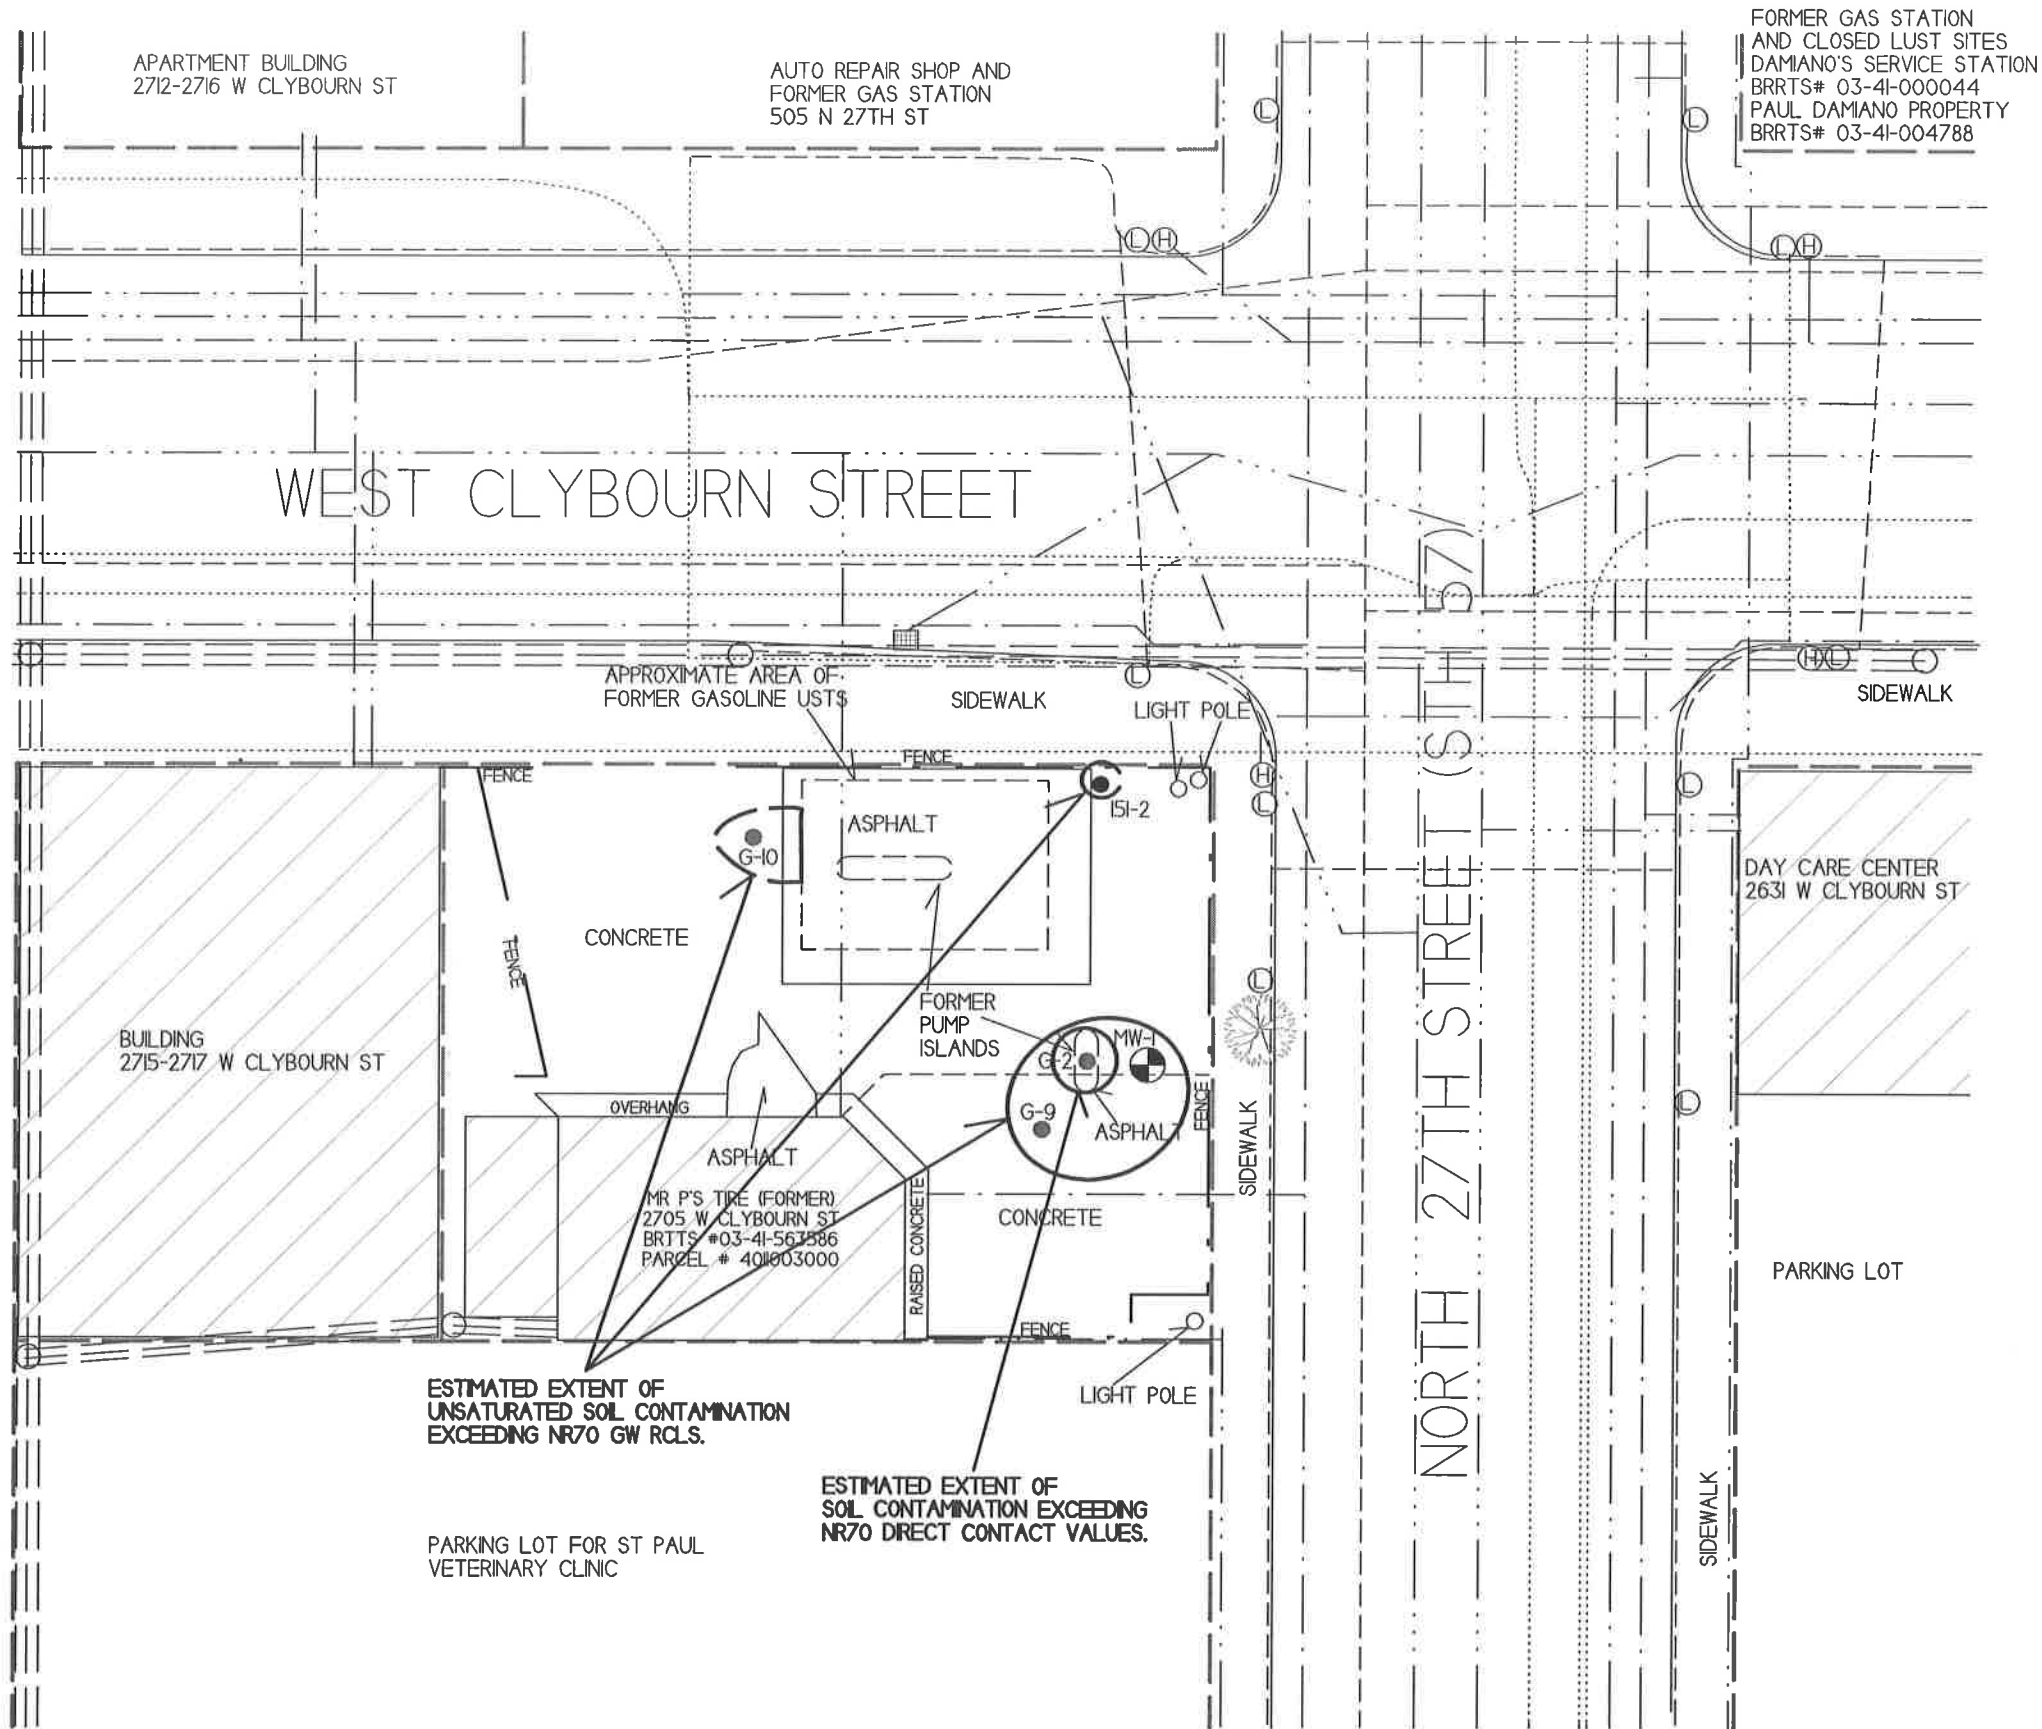 FORMER GAS STATION
AND CLOSED LUST SITES
DAMIANO'S SERVICE STATION
BRRTS# 03-41-000044
PAUL DAMIANO PROPERTY
BRRTS# 03-41-004788
APARTMENT BUILDING
2712-2716 W CLYBOURN ST
AUTO REPAIR SHOP AND
FORMER GAS STATION
505 N 27TH ST
L
L
L H
L H
WEST CLYBOURN STREET
NORTH 27TH STREET (STH 57)
APPROXIMATE AREA OF
FORMER GASOLINE USTS
SIDEWALK
L
LIGHT POLE
H L
SIDEWALK
FENCE
FENCE
H
L
L
151-2
ASPHALT
G-10
DAY CARE CENTER
2631 W CLYBOURN ST
CONCRETE
FENCE
L
FORMER
PUMP
ISLANDS
MW-1
G-2
BUILDING
2715-2717 W CLYBOURN ST
OVERHANG
G-9
ASPHALT
FENCE
L
SIDEWALK
ASPHALT
MR P'S TIRE (FORMER)
2705 W CLYBOURN ST
BRTTS #03-41-563586
PARCEL # 4011003000
RAISED CONCRETE
CONCRETE
PARKING LOT
FENCE
LIGHT POLE
ESTIMATED EXTENT OF
UNSATURATED SOIL CONTAMINATION
EXCEEDING NR70 GW RCLS.
ESTIMATED EXTENT OF
SOIL CONTAMINATION EXCEEDING
NR70 DIRECT CONTACT VALUES.
SIDEWALK
PARKING LOT FOR ST PAUL
VETERINARY CLINIC